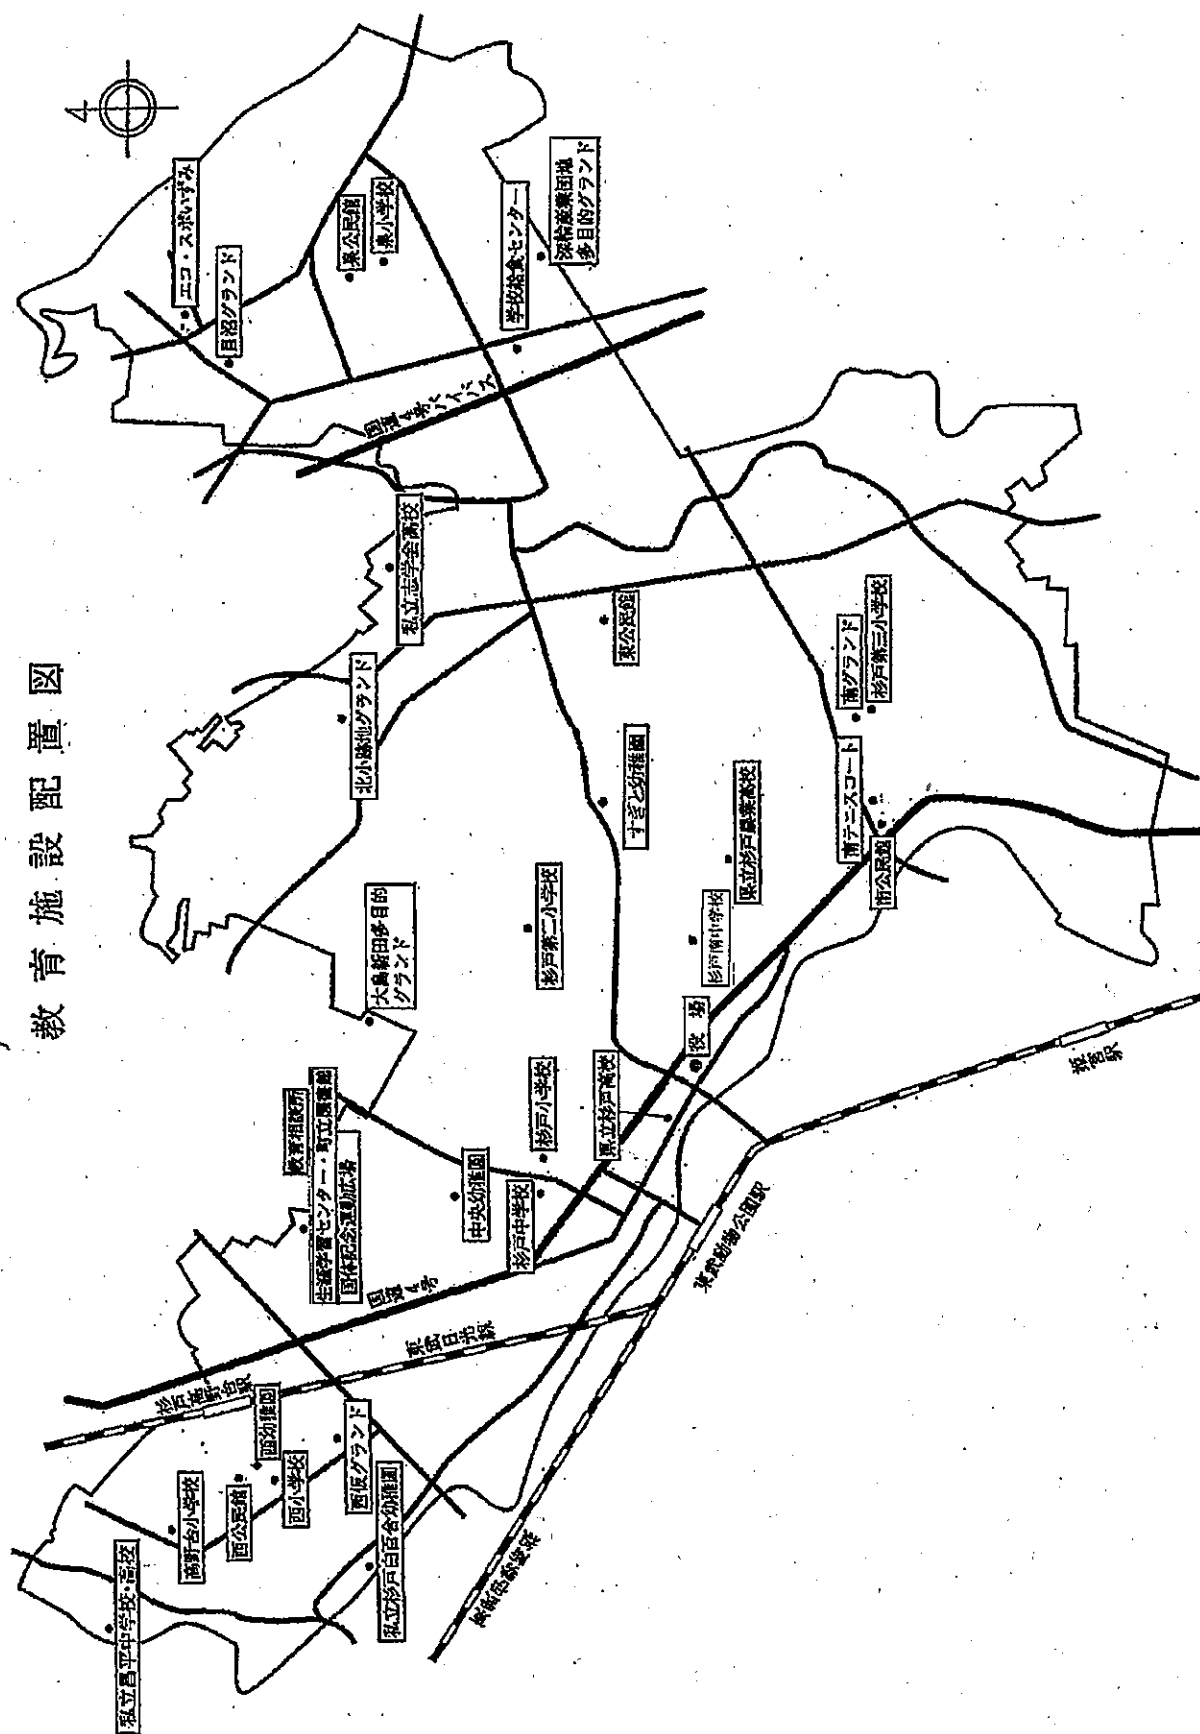 教育施設配置図
4
エコ・スポいずみ
目沼グランド
泉公民館
泉小学校
学校給食センター
深輪産業団地
多目的グランド
国道4号バイパス
私立志学会高校
北小跡地グランド
東公民館
南グランド
杉戸第三小学校
すぎと幼稚園
県立杉戸農業高校
南テニスコート
南公民館
杉戸第二小学校
杉戸南中学校
大島新田多目的
グランド
役場
杉戸小学校
県立杉戸高校
姫宮駅
教育相談所
生涯学習センター・町立図書館
国体記念運動広場
中央幼稚園
杉戸中学校
国道4号
東武日光線
東武動物公園駅
杉戸高野台駅
西幼稚園
西小学校
西公民館
高野台小学校
西仮グランド
私立杉戸白百合幼稚園
私立昌平中学校・高校